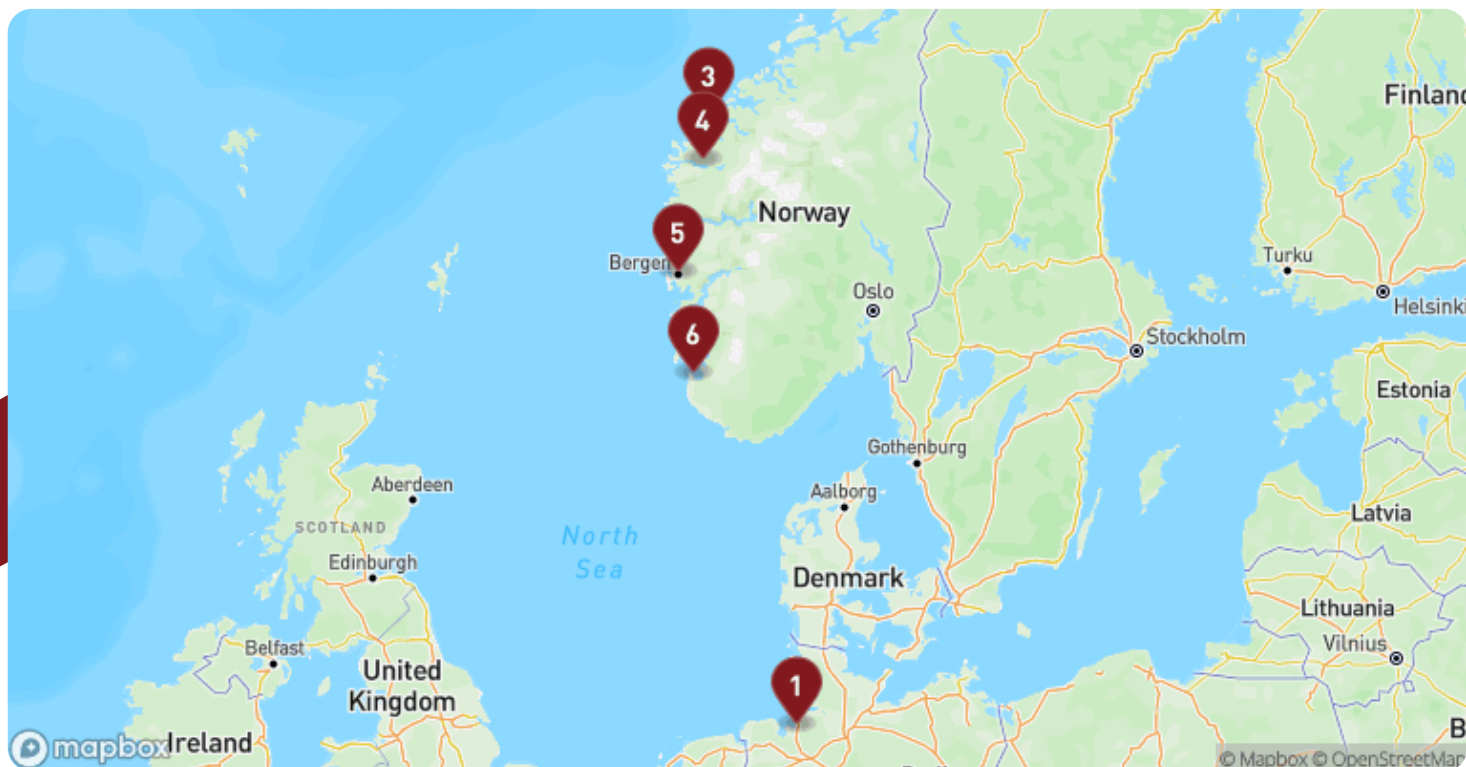 3
4
Finland
Norway
5
Bergen
Turku
Oslo
Helsinki
6
Stockholm
Estonia
Gothenburg
Aberdeen
Aalborg
SCOTLAND
Latvia
North
Sea
Edinburgh
Denmark
Lithuania
Belfast
Vilnius
United
Kingdom
1
Ireland
mapbox
B
© Mapbox © OpenStreetMap